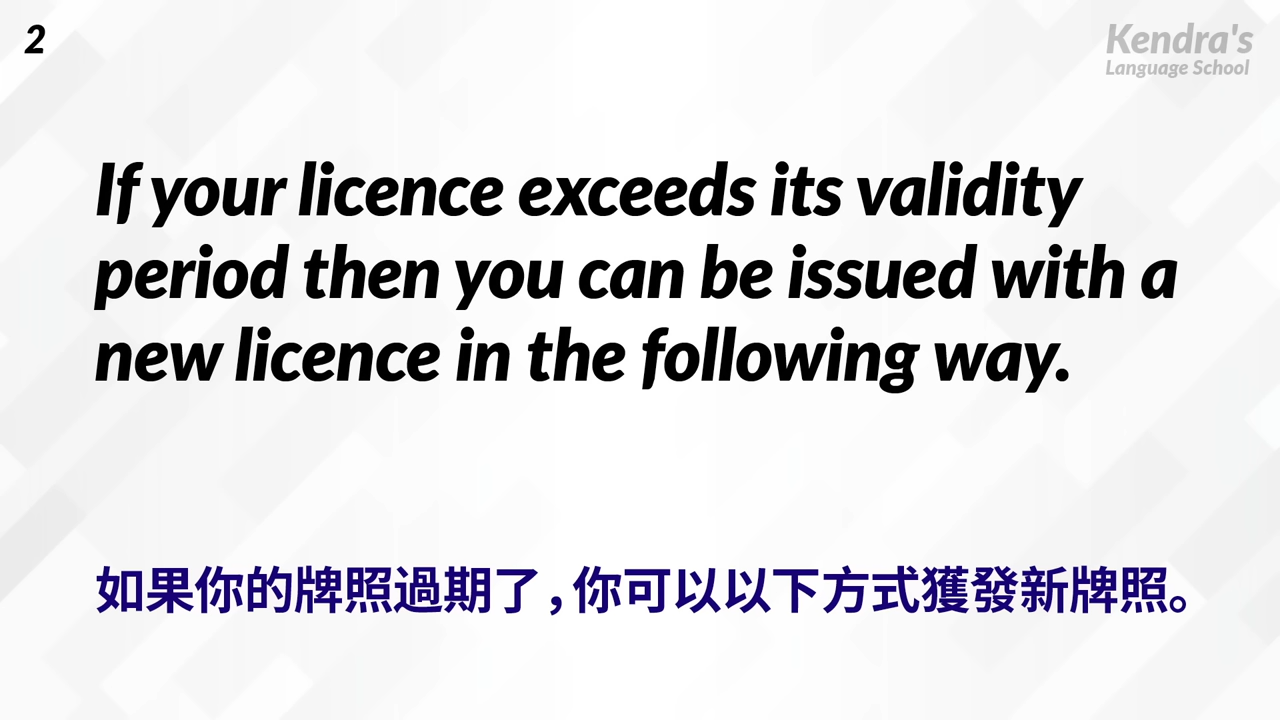 2
Kendra's
Language School
If your licence exceeds its validity
period then you can be issued with a
new licence in the following way.
如果你的牌照過期了，你可以以下方式獲發新牌照。